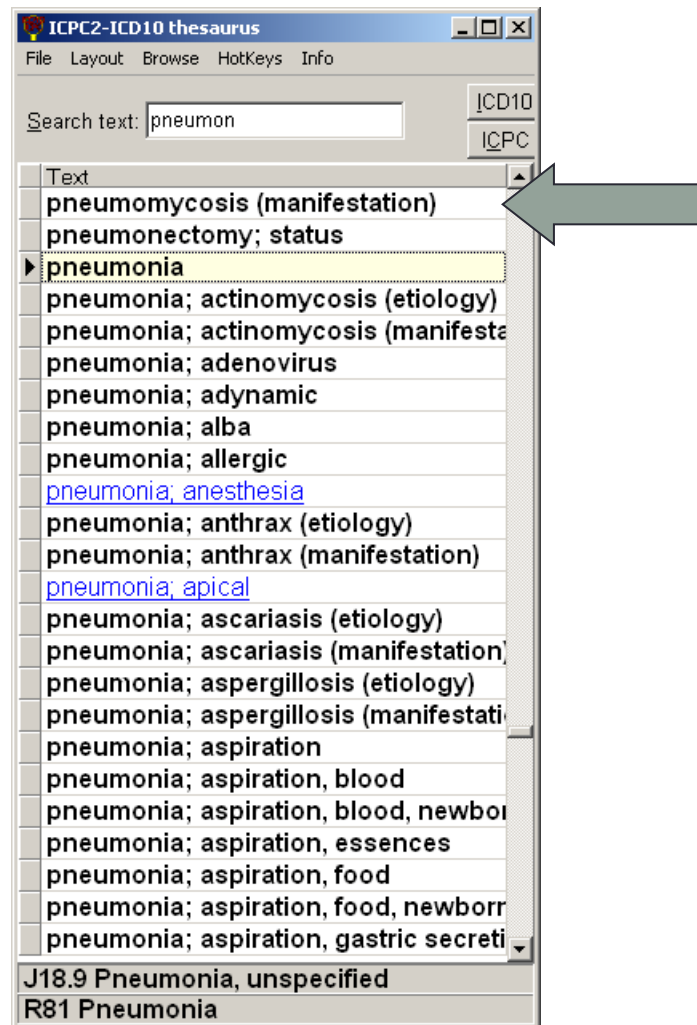 ICPC2-ICD10 thesaurus
File Layout Browse HotKeys Info
Search text: pneumon
ICD10
ICPC
Text
pneumomycosis (manifestation)
pneumonectomy; status
pneumonia
pneumonia; actinomycosis (etiology)
pneumonia; actinomycosis (manifesta
pneumonia; adenovirus
pneumonia; adynamic
pneumonia; alba
pneumonia; allergic
pneumonia; anesthesia
pneumonia; anthrax (etiology)
pneumonia; anthrax (manifestation)
pneumonia; apical
pneumonia; ascariasis (etiology)
pneumonia; ascariasis (manifestation)
pneumonia; aspergillosis (etiology)
pneumonia; aspergillosis (manifestati
pneumonia; aspiration
pneumonia; aspiration, blood
pneumonia; aspiration, blood, newbor
pneumonia; aspiration, essences
pneumonia; aspiration, food
pneumonia; aspiration, food, newborr
pneumonia; aspiration, gastric secreti
J18.9 Pneumonia, unspecified
R81 Pneumonia